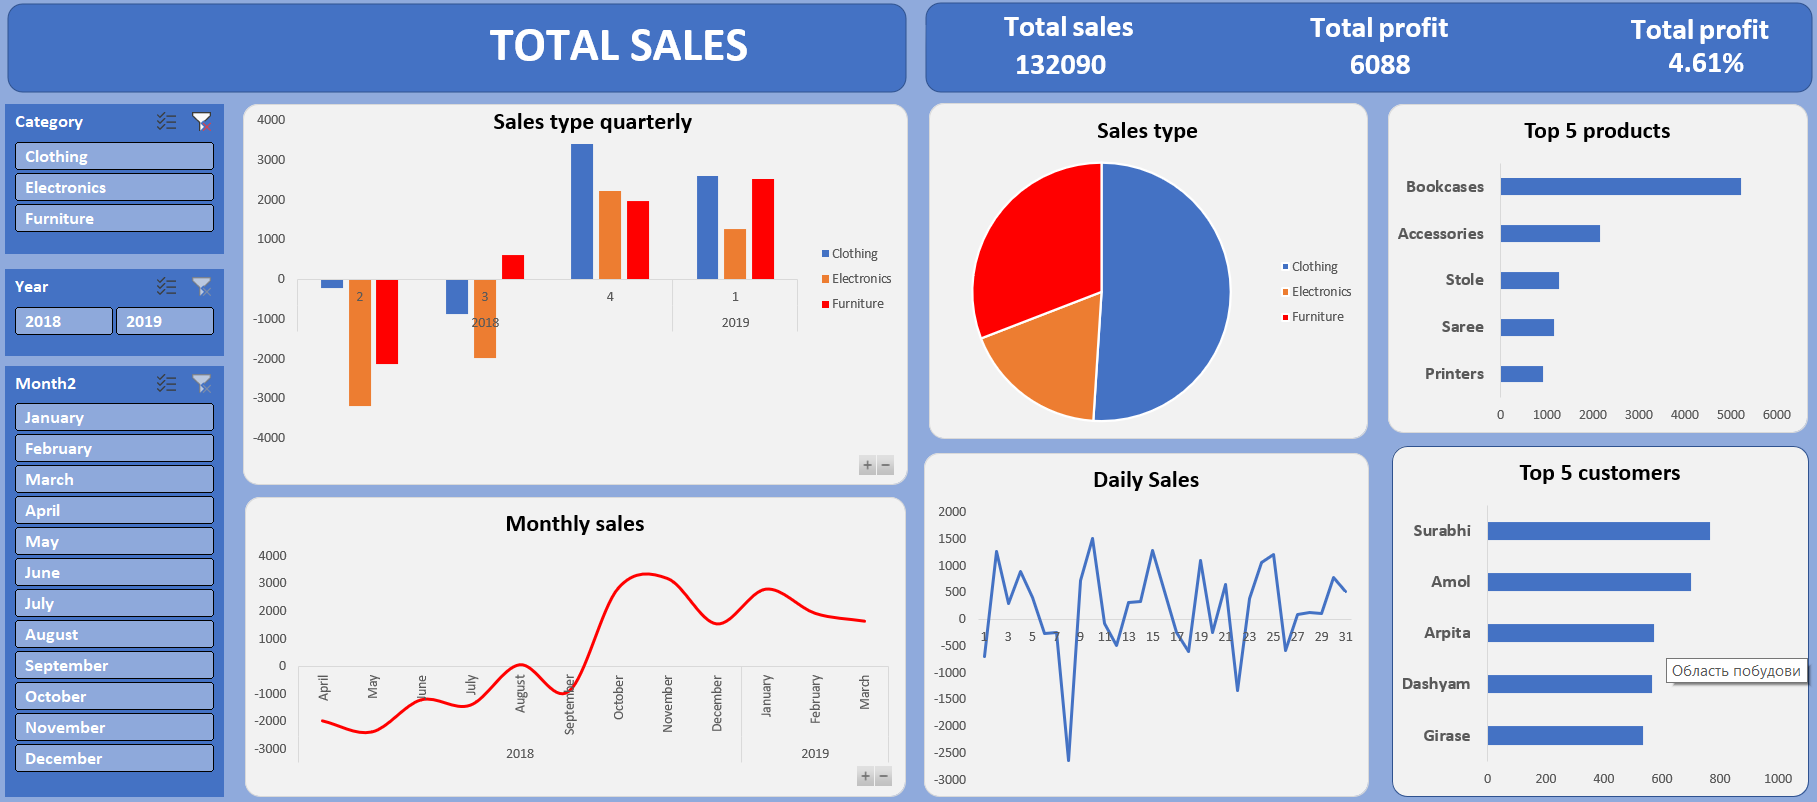 TOTAL SALES
Total sales
132090
Total profit
6088
Total profit
4.61%
Category
Clothing
Electronics
Furniture
Year
2018
2019
Month2
January
February
March
April
May
June
July
August
September
October
November
December
Sales type quarterly
4000
3000
2000
1000
0
-1000
-2000
-3000
-4000
2
3
4
1
2018
2019
Clothing
Electronics
Furniture
+ −
Monthly sales
4000
3000
2000
1000
0
-1000
-2000
-3000
April
May
June
July
August
September
October
November
December
January
February
March
2018
2019
+ −
Sales type
Clothing
Electronics
Furniture
Daily Sales
2000
1500
1000
500
0
-500
-1000
-1500
-2000
-2500
-3000
1 3 5 7 9 11 13 15 17 19 21 23 25 27 29 31
Top 5 products
Bookcases
Accessories
Stole
Saree
Printers
0 1000 2000 3000 4000 5000 6000
Top 5 customers
Surabhi
Amol
Arpita
Dashyam
Girase
0 200 400 600 800 1000
Область побудови